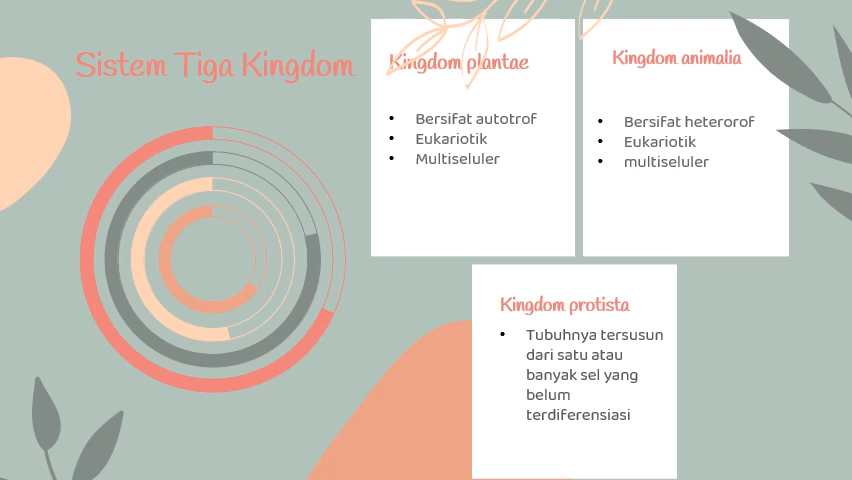 Sistem Tiga Kingdom
Kingdom plantae
Bersifat autotrof
Eukariotik
Multiseluler
Kingdom animalia
Bersifat heterorof
Eukariotik
multiseluler
Kingdom protista
Tubuhnya tersusun
dari satu atau
banyak sel yang
belum
terdiferensiasi